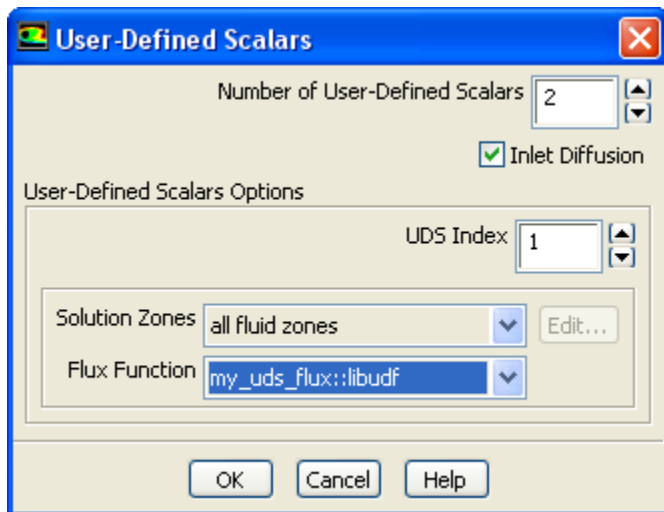 User-Defined Scalars
Number of User-Defined Scalars 2
Inlet Diffusion
User-Defined Scalars Options
UDS Index 1
Solution Zones all fluid zones Edit...
Flux Function my_uds_flux::libudf
OK Cancel Help